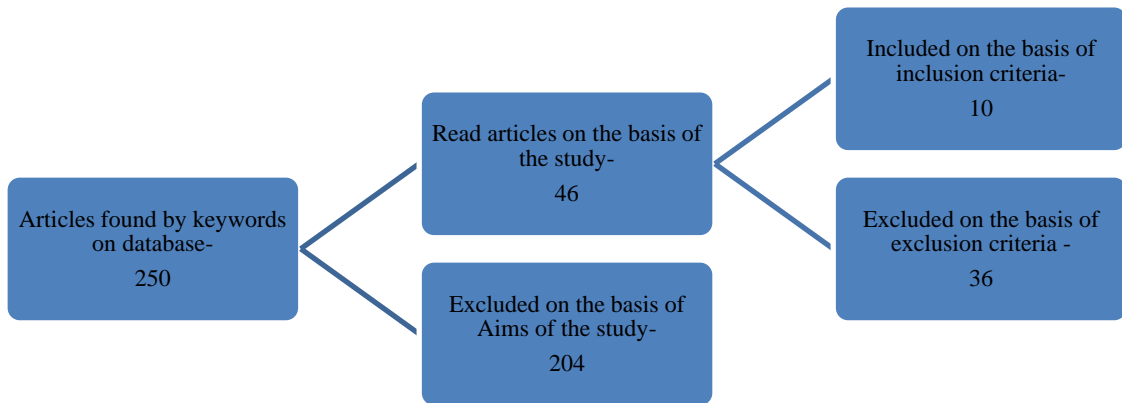 Articles found by keywords
on database-
250
Read articles on the basis of
the study-
46
Excluded on the basis of
Aims of the study-
204
Included on the basis of
inclusion criteria-
10
Excluded on the basis of
exclusion criteria -
36